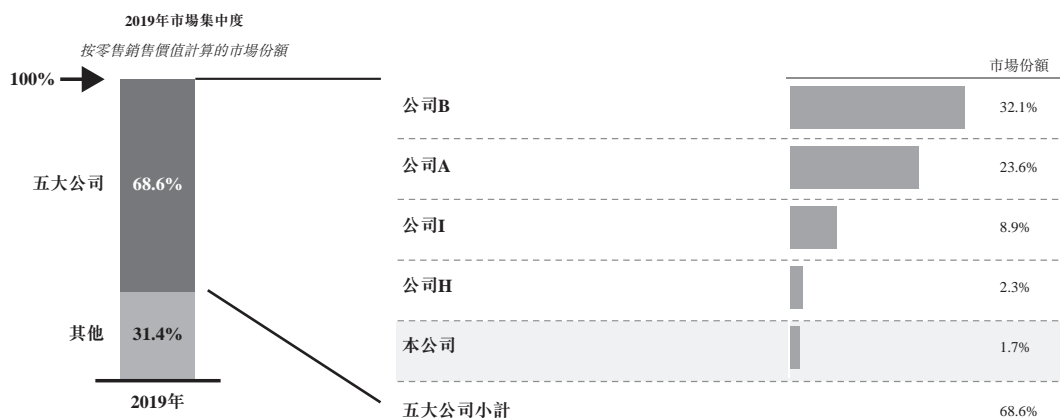 2019年市場集中度
按零售銷售價值計算的市場份額
100%
五大公司 68.6%
其他 31.4%
2019年
市場份額
公司B 32.1%
公司A 23.6%
公司I 8.9%
公司H 2.3%
本公司 1.7%
五大公司小計 68.6%